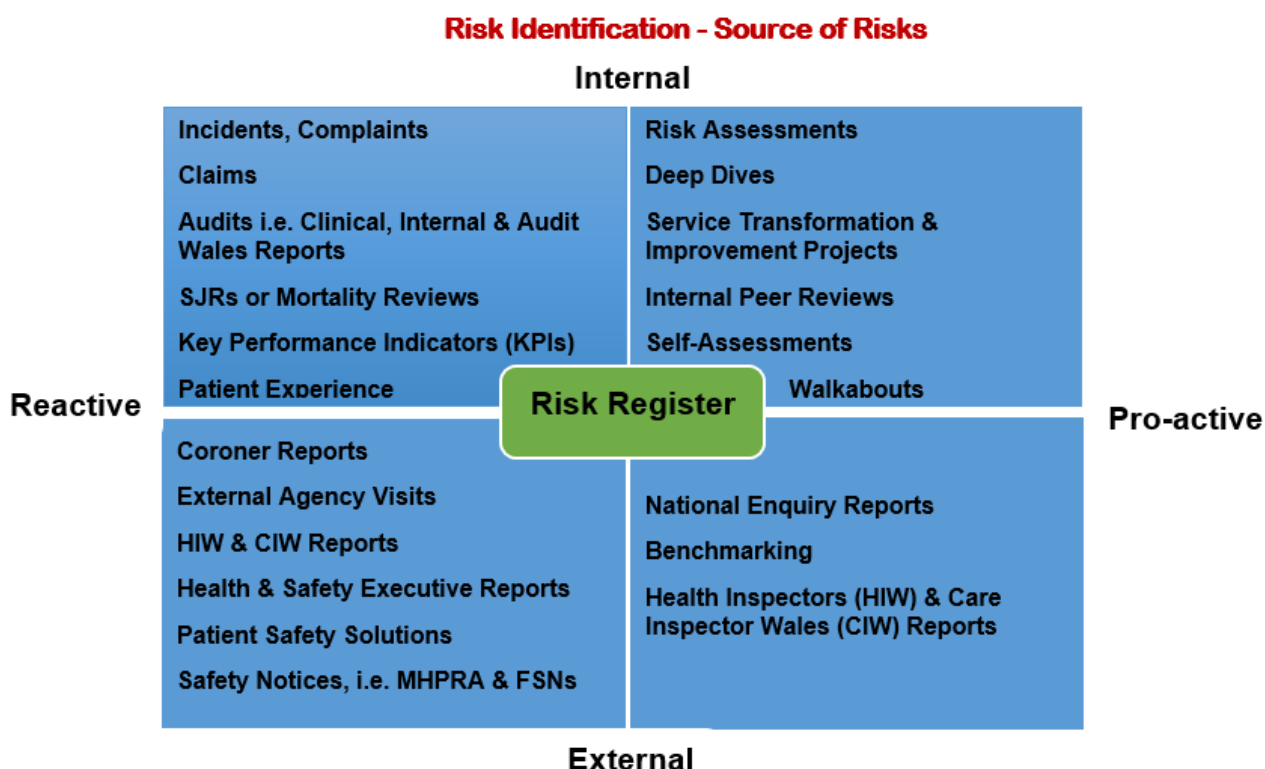 Risk Identification - Source of Risks
Internal
Incidents, Complaints
Claims
Audits i.e. Clinical, Internal & Audit
Wales Reports
SJRs or Mortality Reviews
Key Performance Indicators (KPIs)
Patient Experience
Risk Assessments
Deep Dives
Service Transformation &
Improvement Projects
Internal Peer Reviews
Self-Assessments
Walkabouts
Reactive
Risk Register
Pro-active
Coroner Reports
External Agency Visits
HIW & CIW Reports
Health & Safety Executive Reports
Patient Safety Solutions
Safety Notices, i.e. MHPRA & FSNs
National Enquiry Reports
Benchmarking
Health Inspectors (HIW) & Care
Inspector Wales (CIW) Reports
External